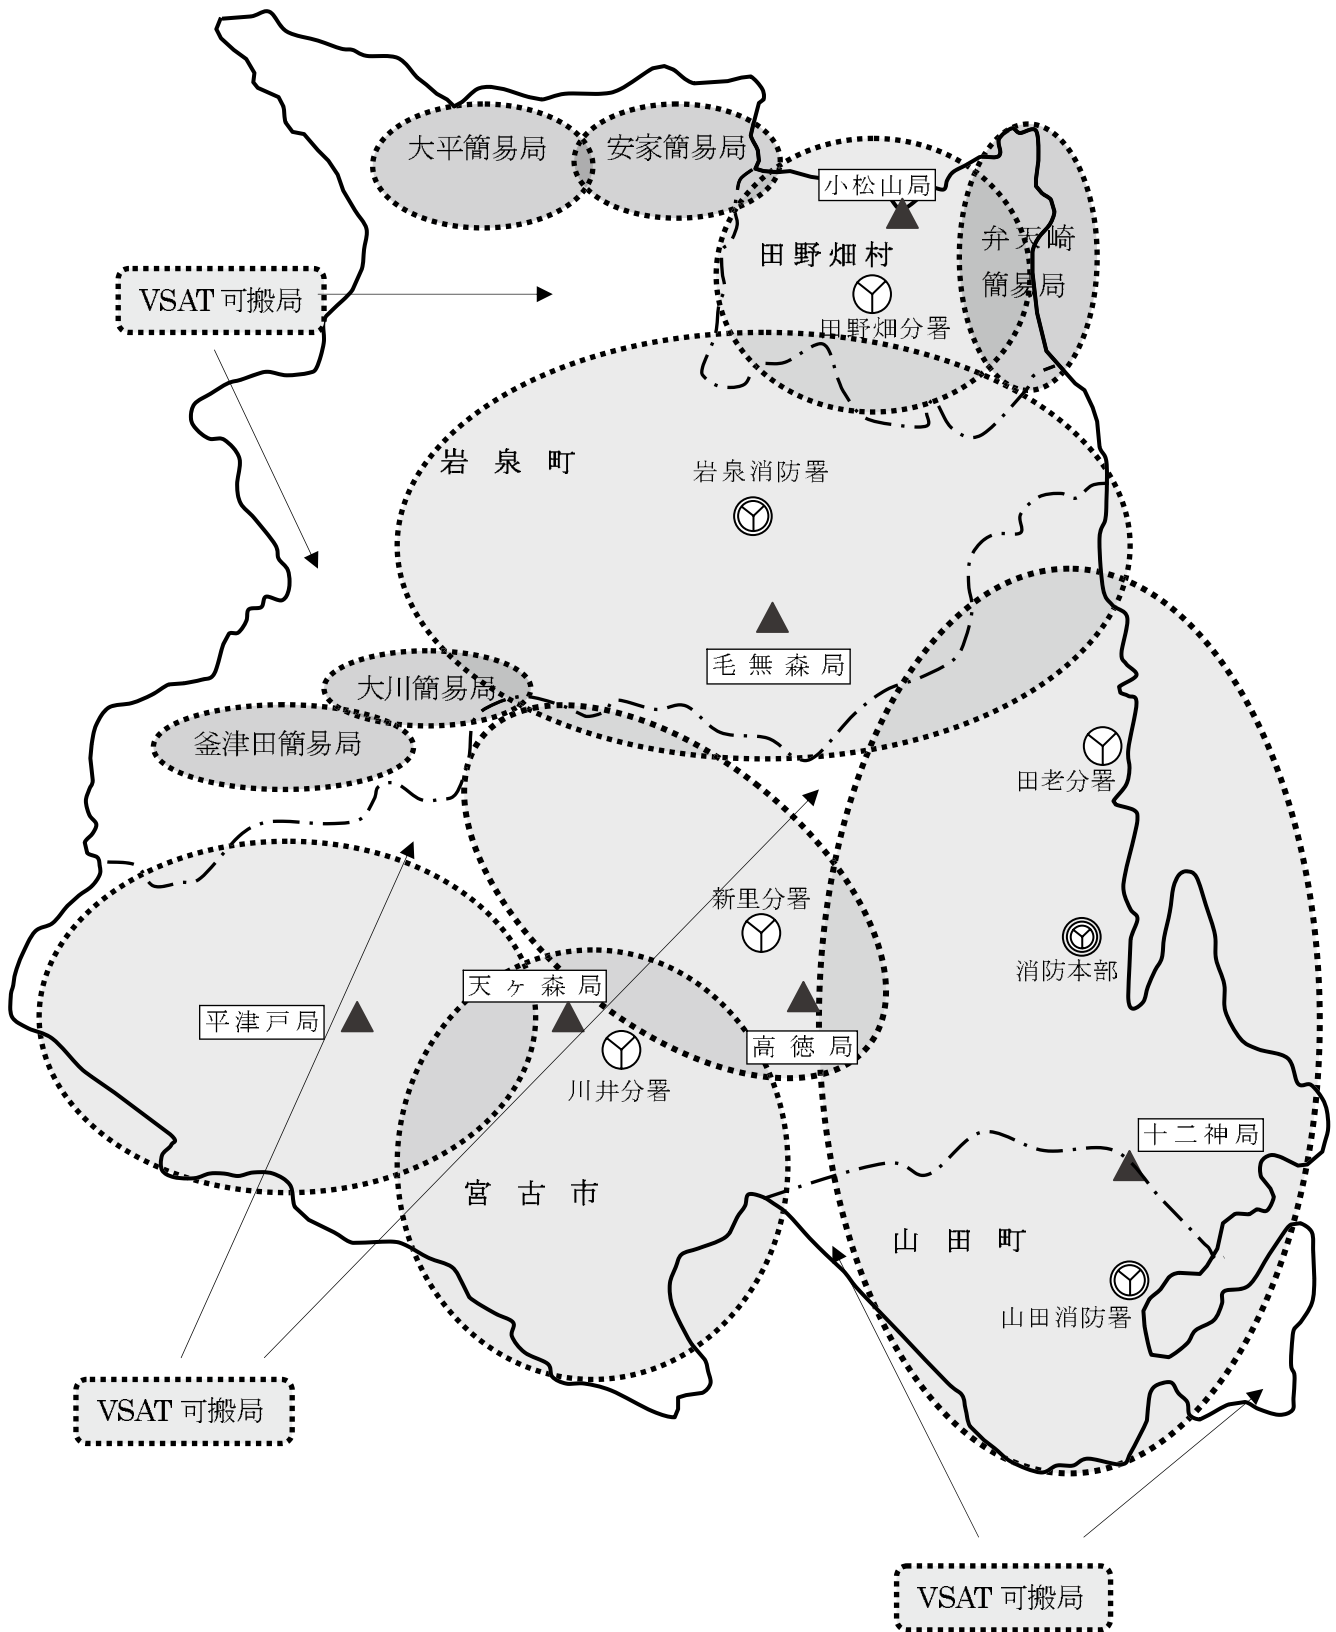 大平簡易局
安家簡易局
小松山局
弁天崎
簡易局
田野畑村
田野畑分署
VSAT 可搬局
岩泉町
岩泉消防署
毛無森局
大川簡易局
釜津田簡易局
田老分署
新里分署
消防本部
天ヶ森局
平津戸局
高徳局
川井分署
十二神局
宮古市
山田町
山田消防署
VSAT 可搬局
VSAT 可搬局